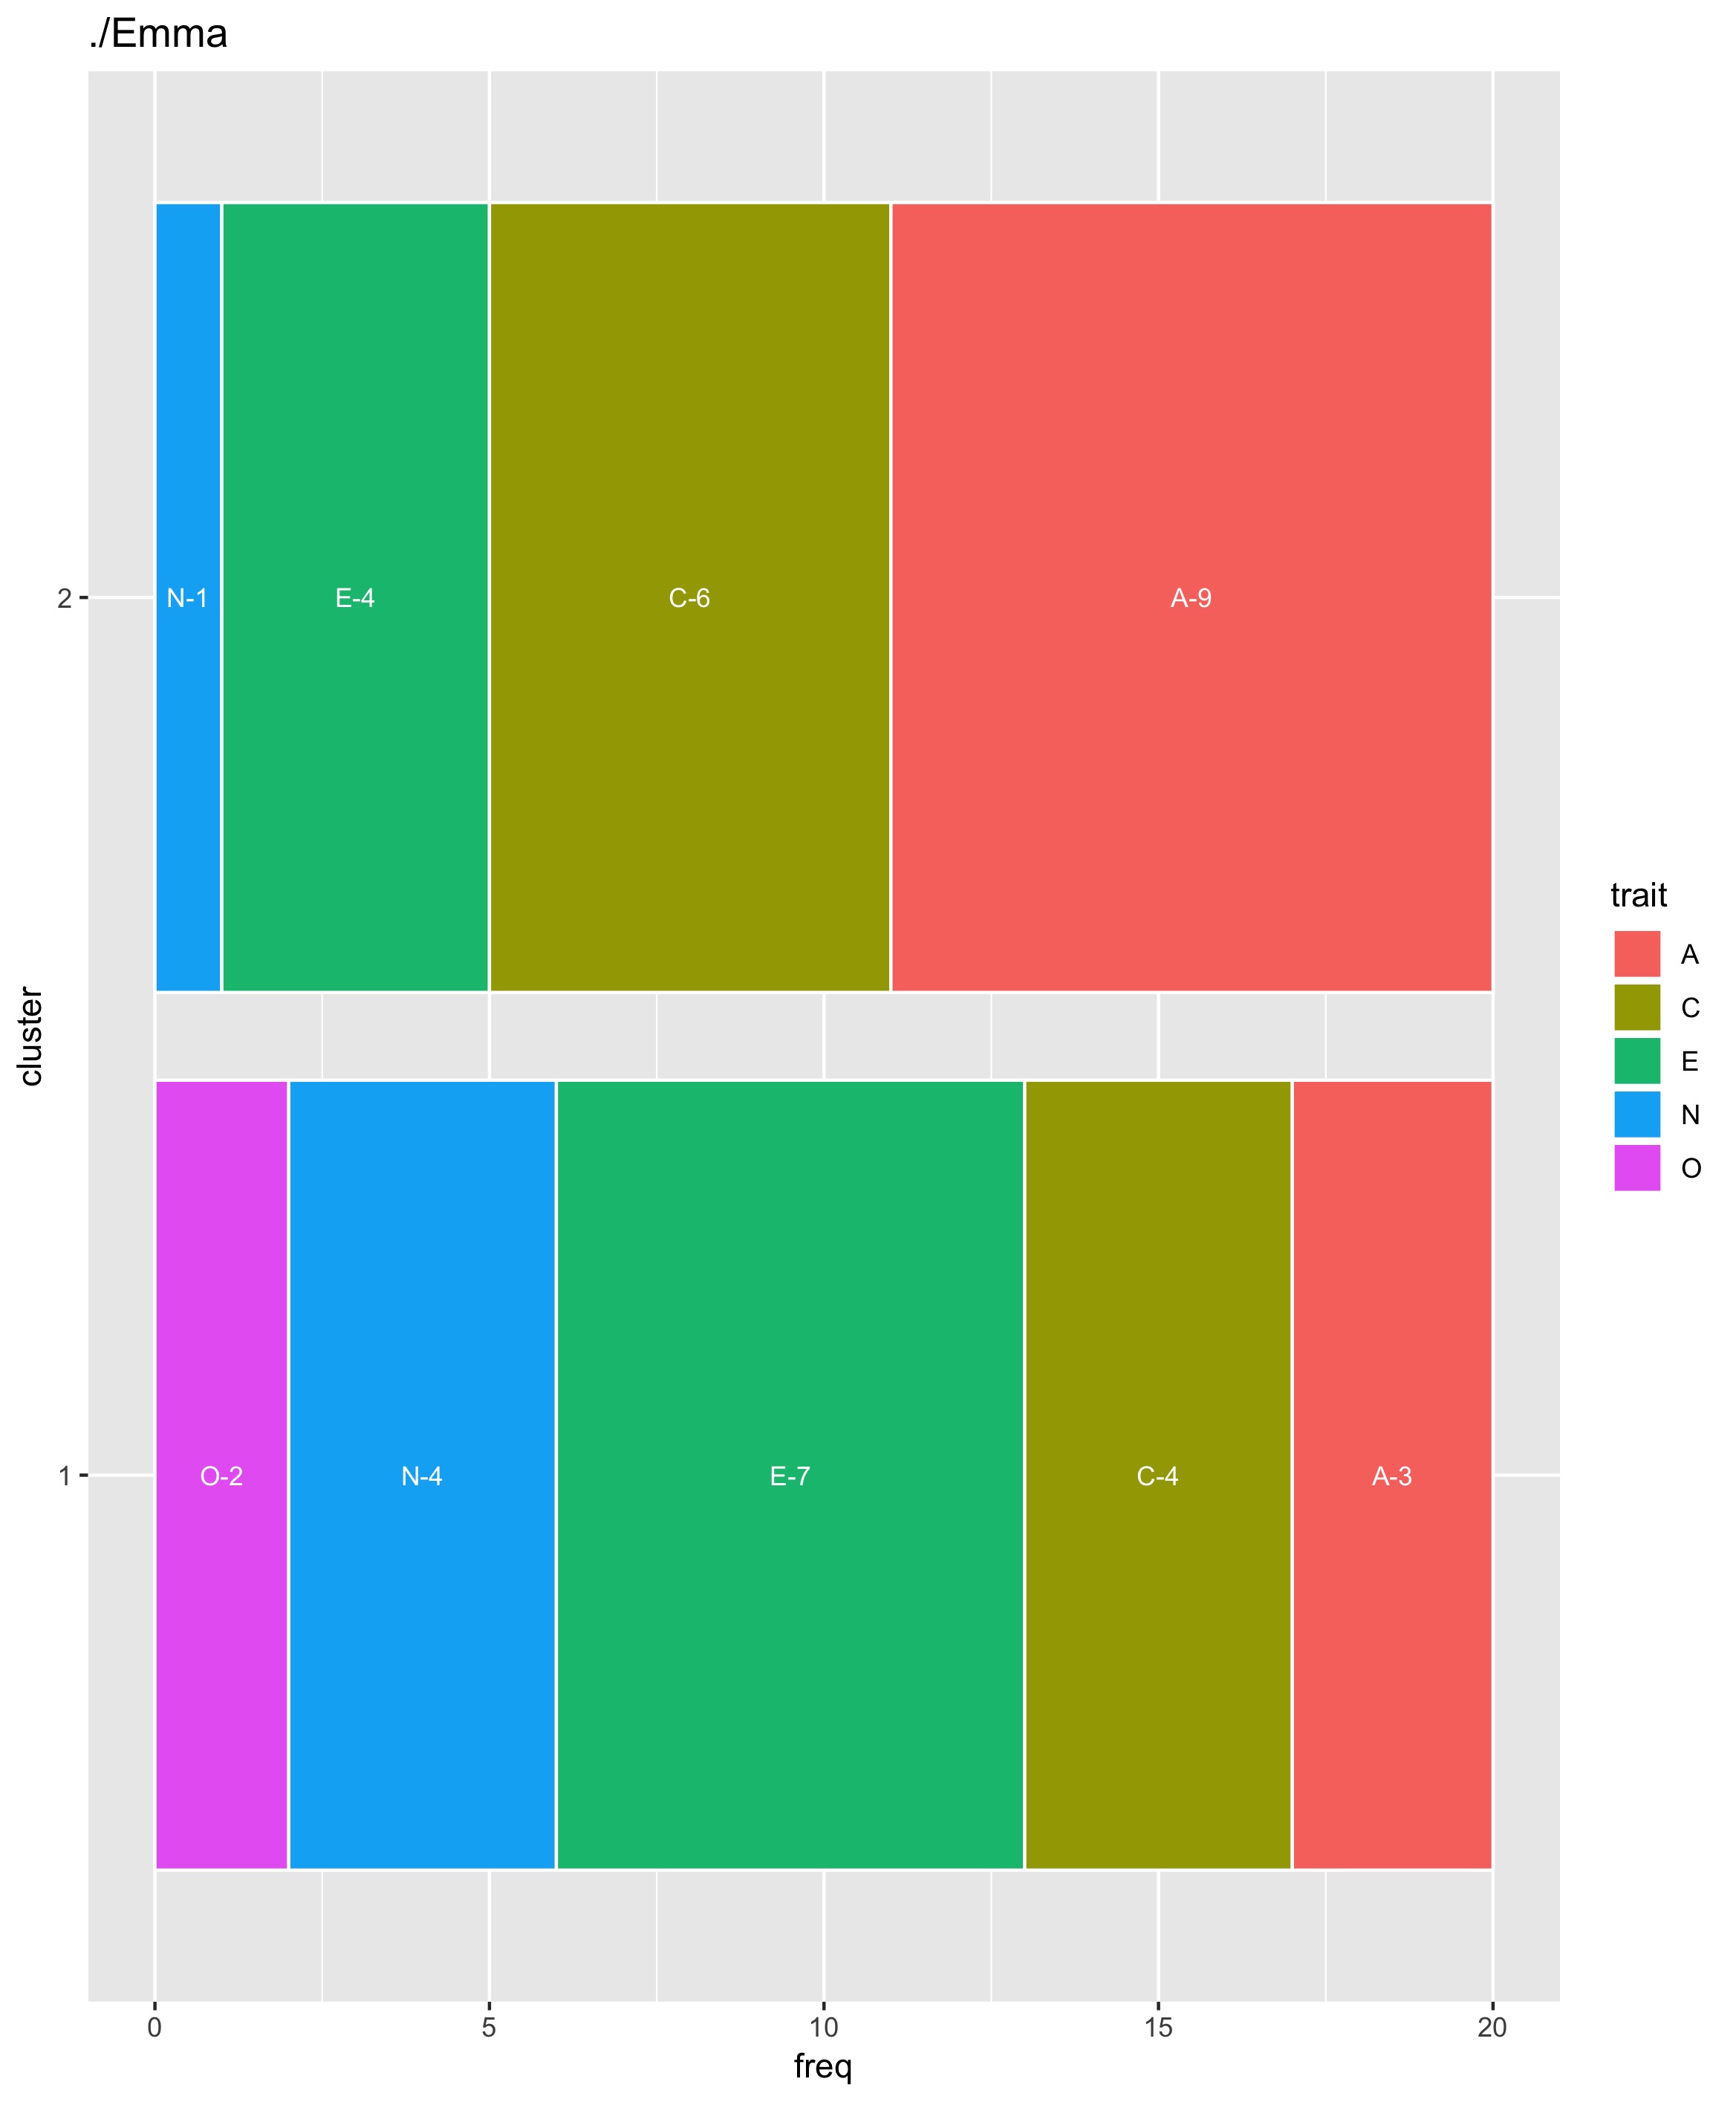 ./Emma
2
N-1 E-4 C-6 A-9
cluster
1
O-2 N-4 E-7 C-4 A-3
0 5 10 15 20
freq
trait
A
C
E
N
O